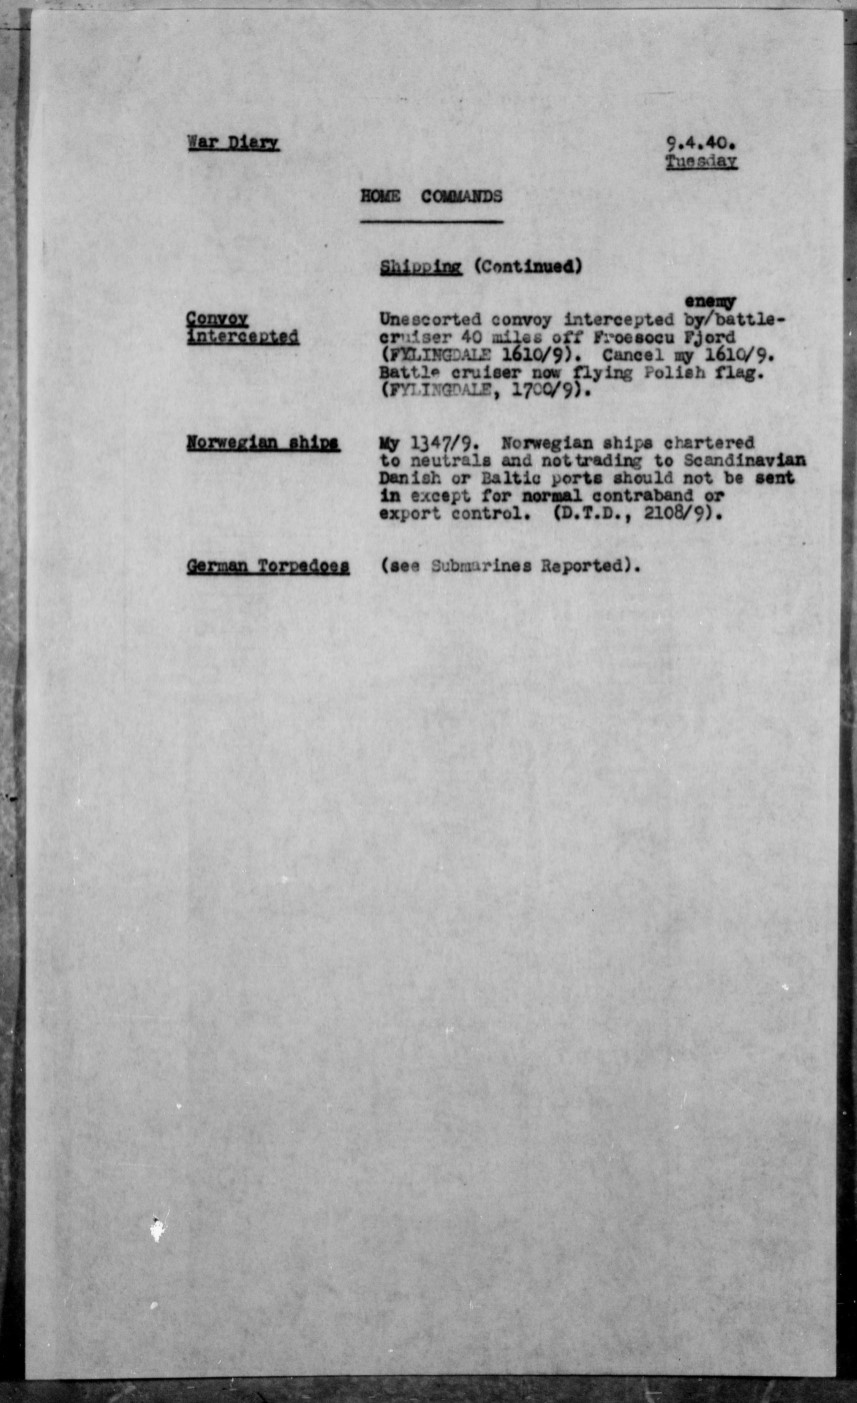 War Diary 9.4.40.
Tuesday
HOME COMMANDS
Shipping (Continued)
enemy
Convoy Unescorted convoy intercepted by/battle-
intercepted cruiser 40 miles off Froesocu Fjord
(FYLINGDALE 1610/9). Cancel my 1610/9.
Battle cruiser now flying Polish flag.
(FYLINGDALE, 1700/9).
Norwegian ships My 1347/9. Norwegian ships chartered
to neutrals and not trading to Scandinavian
Danish or Baltic ports should not be sent
in except for normal contraband or
export control. (D.T.D., 2108/9).
German Torpedoes (see Submarines Reported).